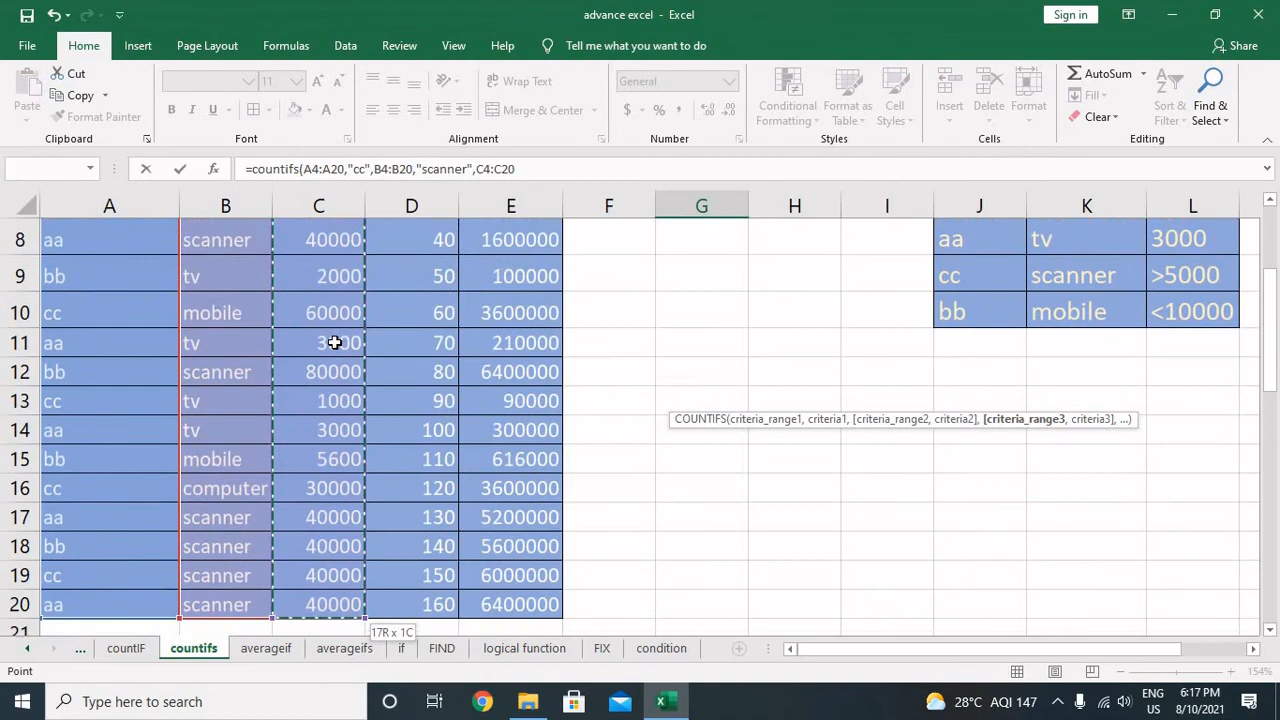 advance excel - Excel
Sign in
File Home Insert Page Layout Formulas Data Review View Help Tell me what you want to do Share
Paste
Cut
Copy
Format Painter
11
B I U
Wrap Text
Merge & Center
General
$ % ,
Conditional Formatting
Format as Table
Cell Styles
Insert
Delete
Format
AutoSum
Fill
Clear
Sort & Filter
Find & Select
Clipboard Font Alignment Number Styles Cells Editing
fx =countifs(A4:A20,"cc",B4:B20,"scanner",C4:C20
A B C D E F G H I J K L
8 aa scanner 40000 40 1600000 aa tv 3000
9 bb tv 2000 50 100000 cc scanner >5000
10 cc mobile 60000 60 3600000 bb mobile <10000
11 aa tv 70 210000
12 bb scanner 80000 80 6400000
13 cc tv 1000 90 90000
14 aa tv 3000 100 300000
COUNTIFS(criteria_range1, criteria1, [criteria_range2, criteria2], [criteria_range3, criteria3], ...)
15 bb mobile 5600 110 616000
16 cc computer 30000 120 3600000
17 aa scanner 40000 130 5200000
18 bb scanner 40000 140 5600000
19 cc scanner 40000 150 6000000
20 aa scanner 40000 160 6400000
21
17R x 1C
... countIF countifs averageif averageifs if FIND logical function FIX condition
Point
154%
Type here to search
28°C AQI 147
ENG
US
6:17 PM
8/10/2021